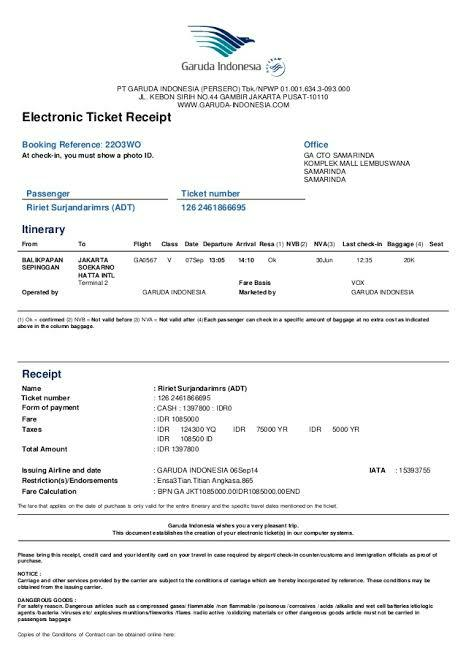 Garuda Indonesia
PT GARUDA INDONESIA (PERSERO) Tbk./NPWP 01.001.634.3-093.000
JL. KEBON SIRIH NO.44 GAMBIR JAKARTA PUSAT-10110
WWW.GARUDA-INDONESIA.COM
Electronic Ticket Receipt
Booking Reference: 22O3WO
At check-in, you must show a photo ID.
Office
GA CTO SAMARINDA
KOMPLEK MALL LEMBUSWANA
SAMARINDA
SAMARINDA
Passenger Ticket number
Ririet Surjandarimrs (ADT) 126 2461866695
Itinerary
From To Flight Class Date Departure Arrival Resa (1) NVB(2) NVA(3) Last check-in Baggage (4) Seat
BALIKPAPAN JAKARTA GA0567 V 07Sep 13:05 14:10 Ok 30Jun 12:35 20K
SEPINGGAN SOEKARNO
HATTA INTL
Terminal 2 Fare Basis VOX
Operated by GARUDA INDONESIA Marketed by GARUDA INDONESIA
(1) Ok = confirmed (2) NVB = Not valid before (3) NVA = Not valid after (4) Each passenger can check in a specific amount of baggage at no extra cost as indicated
above in the column baggage.
Receipt
Name : Ririet Surjandarimrs (ADT)
Ticket number : 126 2461866695
Form of payment : CASH : 1397800 : IDR0
Fare : IDR 1085000
Taxes : IDR 124300 YQ IDR 75000 YR IDR 5000 YR
: IDR 108500 ID
Total Amount : IDR 1397800
Issuing Airline and date : GARUDA INDONESIA 06Sep14 IATA : 15393755
Restriction(s)/Endorsements : Ensa3Tian.Titian Angkasa.865
Fare Calculation : BPN GA JKT1085000.00IDR1085000.00END
The fare that applies on the date of purchase is only valid for the entire itinerary and the specific travel dates mentioned on the ticket.
Garuda Indonesia wishes you a very pleasant trip.
This document establishes the creation of your electronic ticket(s) in our computer systems.
Please bring this receipt, credit card and your identity card on your travel in case required by airport/ check-in counter/customs and immigration officials as proof of
purchase.
NOTICE :
Carriage and other services provided by the carrier are subject to the conditions of carriage which are hereby incorporated by reference. These conditions may be
obtained from the issuing carrier.
DANGEROUS GOODS :
For safety reason. Dangerous articles such as compressed gases/ flammable /non flammable /poisonous /corrosives /acids /alkalis and wet cell batteries/etiologic
agents /bacteria /viruses etc/ explosives munitions/fireworks /flares /radio active /oxidizing materials or other dangerous goods article must not be carried in
passengers baggage
Copies of the Conditions of Contract can be obtained online here: